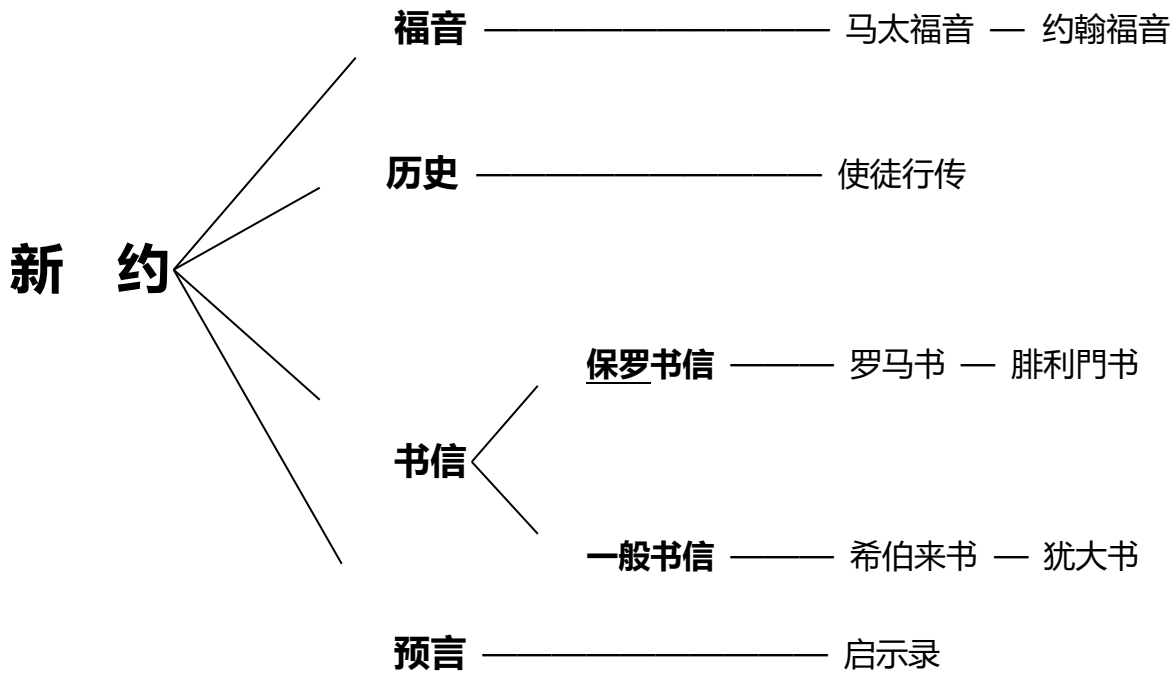 福音 —————————— 马太福音 — 约翰福音
历史 —————————— 使徒行传
新 约
保罗书信 ——— 罗马书 — 腓利門书
书信
一般书信 ——— 希伯来书 — 犹大书
预言 —————————— 启示录